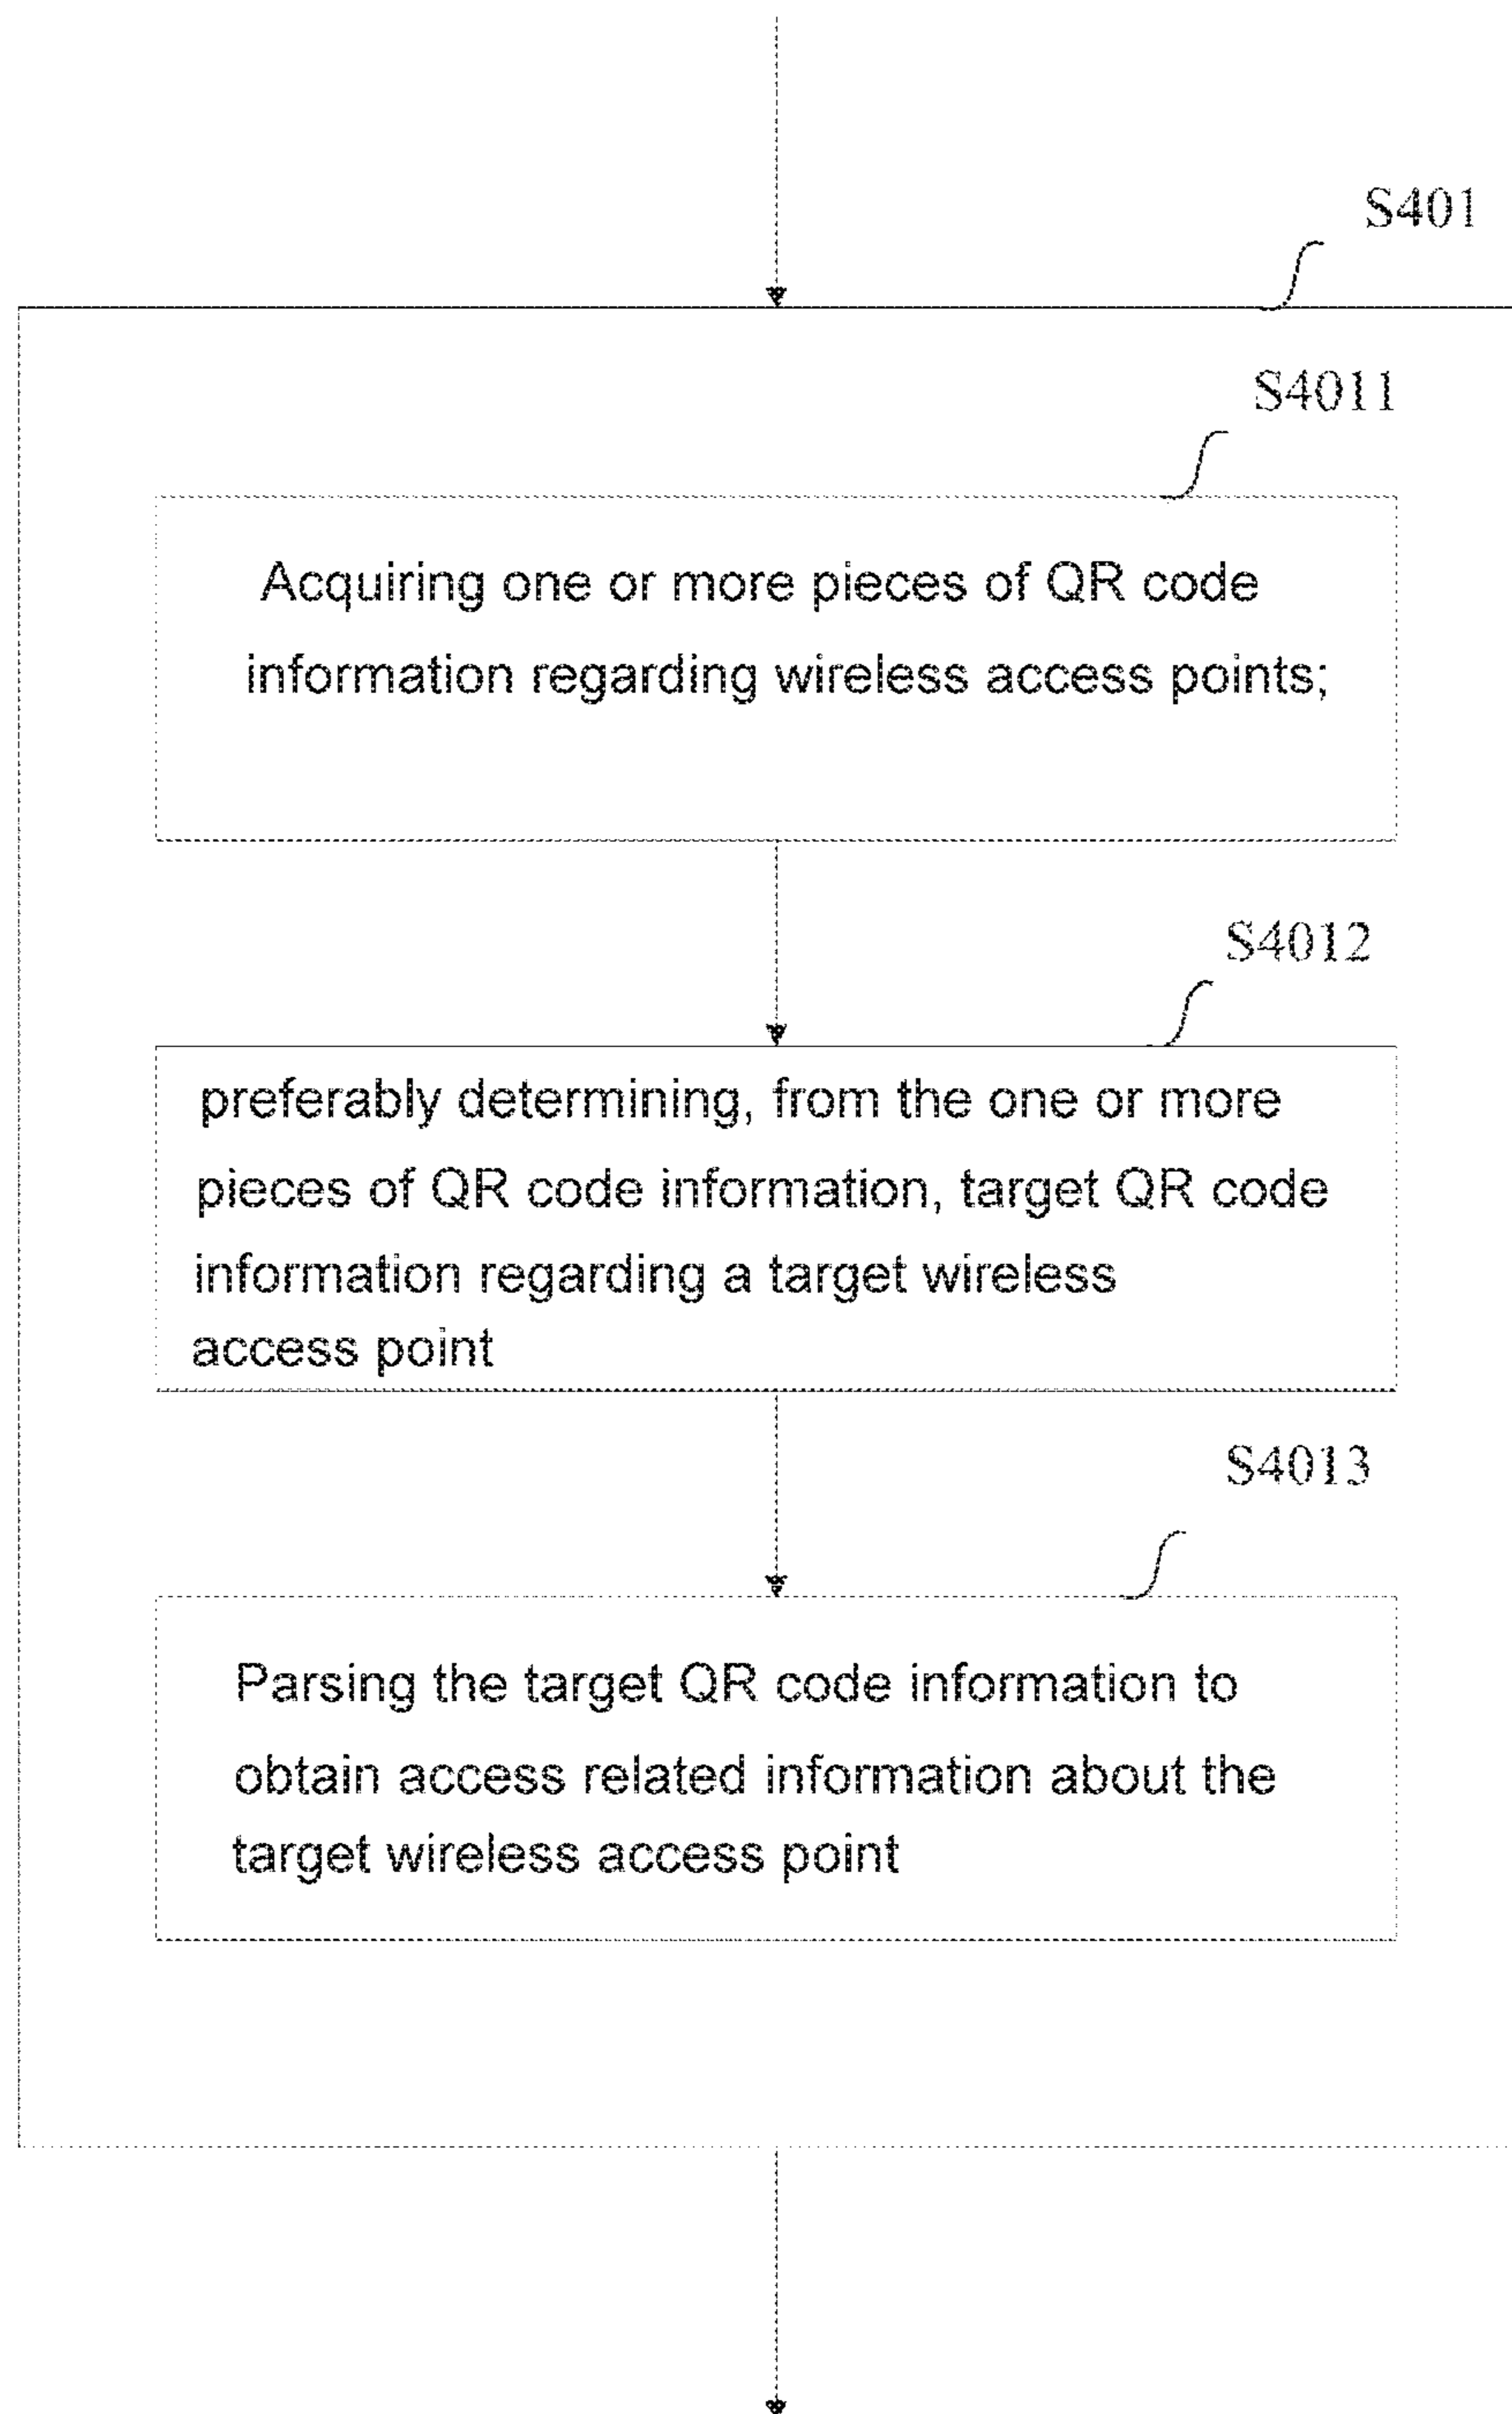 S401
S4011
Acquiring one or more pieces of QR code
information regarding wireless access points;
S4012
preferably determining, from the one or more
pieces of QR code information, target QR code
information regarding a target wireless
access point
S4013
Parsing the target QR code information to
obtain access related information about the
target wireless access point